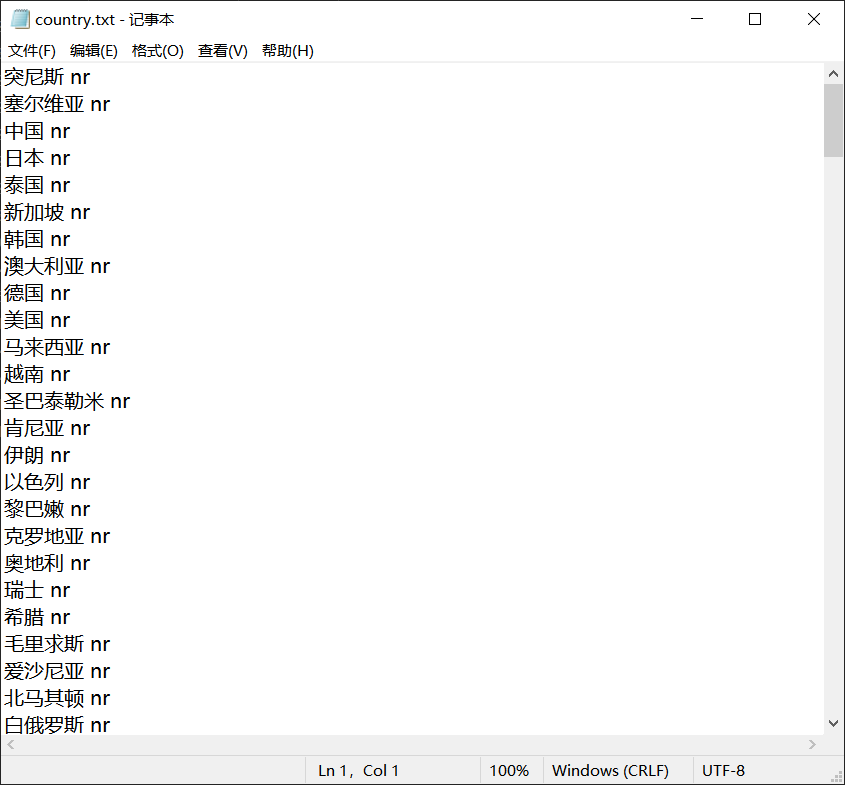 country.txt - 记事本
文件(F) 编辑(E) 格式(O) 查看(V) 帮助(H)
突尼斯 nr
塞尔维亚 nr
中国 nr
日本 nr
泰国 nr
新加坡 nr
韩国 nr
澳大利亚 nr
德国 nr
美国 nr
马来西亚 nr
越南 nr
圣巴泰勒米 nr
肯尼亚 nr
伊朗 nr
以色列 nr
黎巴嫩 nr
克罗地亚 nr
奥地利 nr
瑞士 nr
希腊 nr
毛里求斯 nr
爱沙尼亚 nr
北马其顿 nr
白俄罗斯 nr
Ln 1，Col 1 100% Windows (CRLF) UTF-8